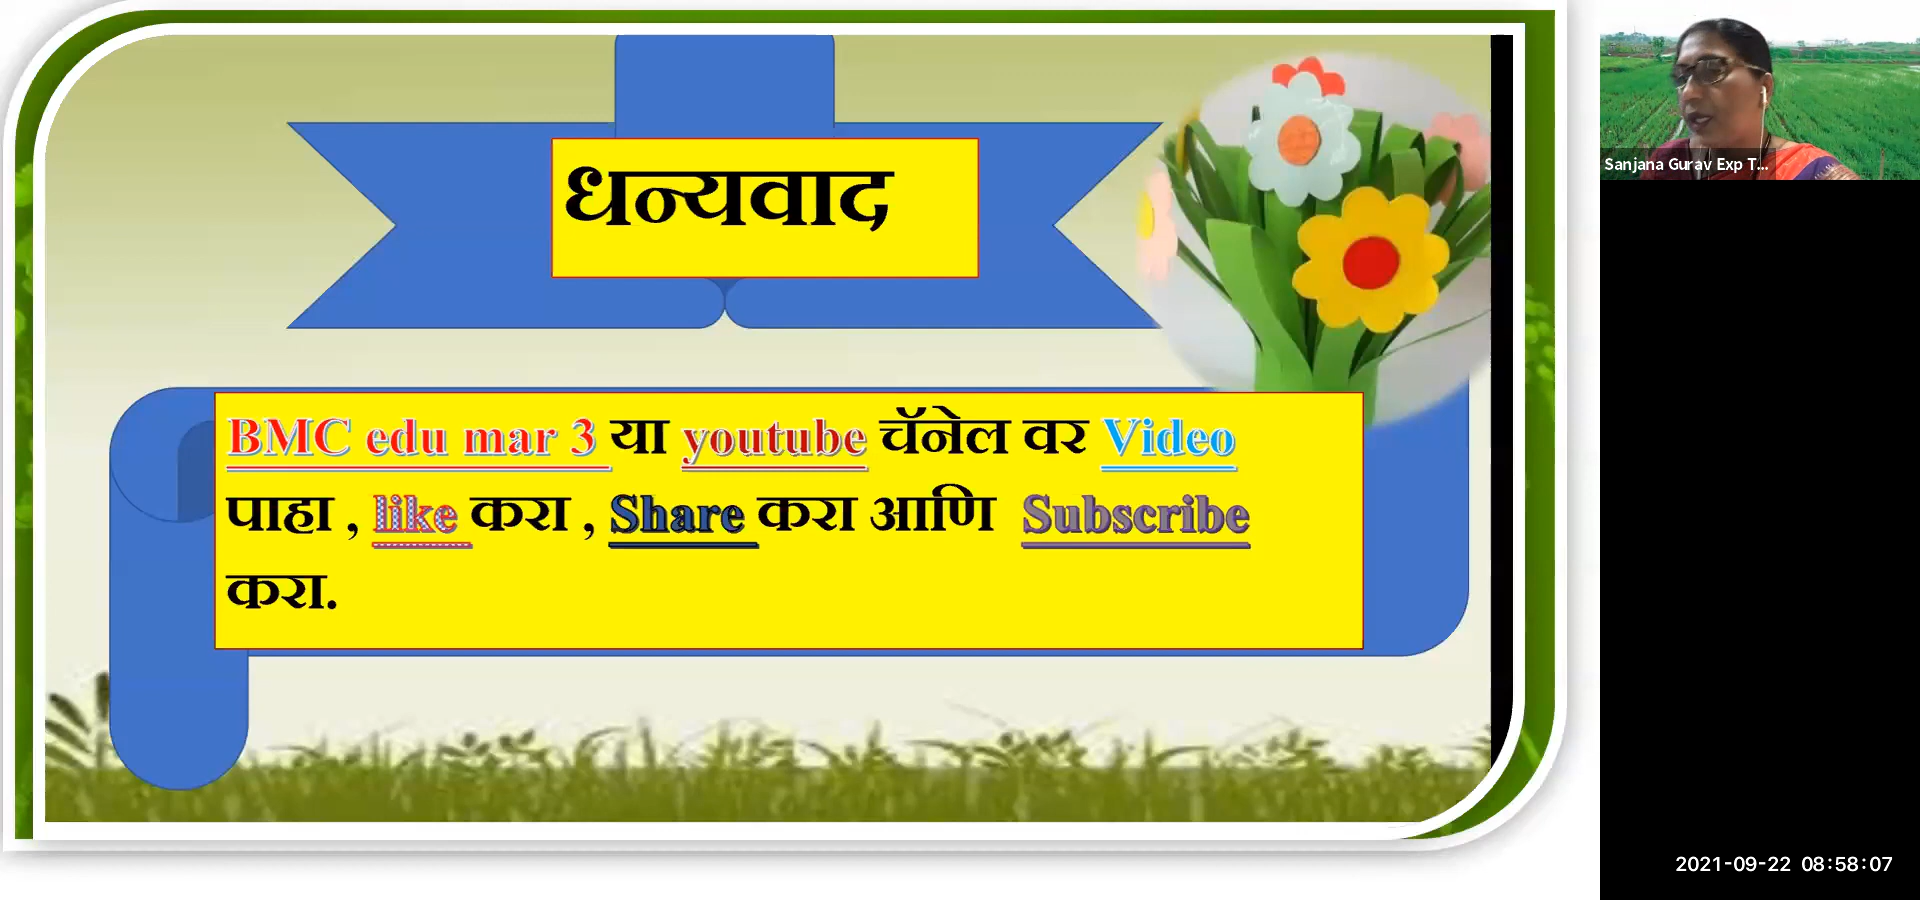 धन्यवाद
BMC edu mar 3 या youtube चॅनेल वर Video
पाहा , like करा , Share करा आणि Subscribe
करा.
Sanjana Gurav Exp T...
2021-09-22 08:58:07